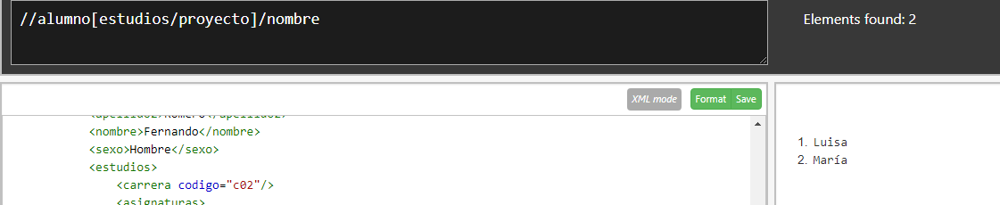 //alumno[estudios/proyecto]/nombre
Elements found: 2
XML mode Format Save
<apellido2>Romero</apellido2>
<nombre>Fernando</nombre>
<sexo>Hombre</sexo>
<estudios>
<carrera codigo="c02"/>
<asignaturas>
1. Luisa
2. María